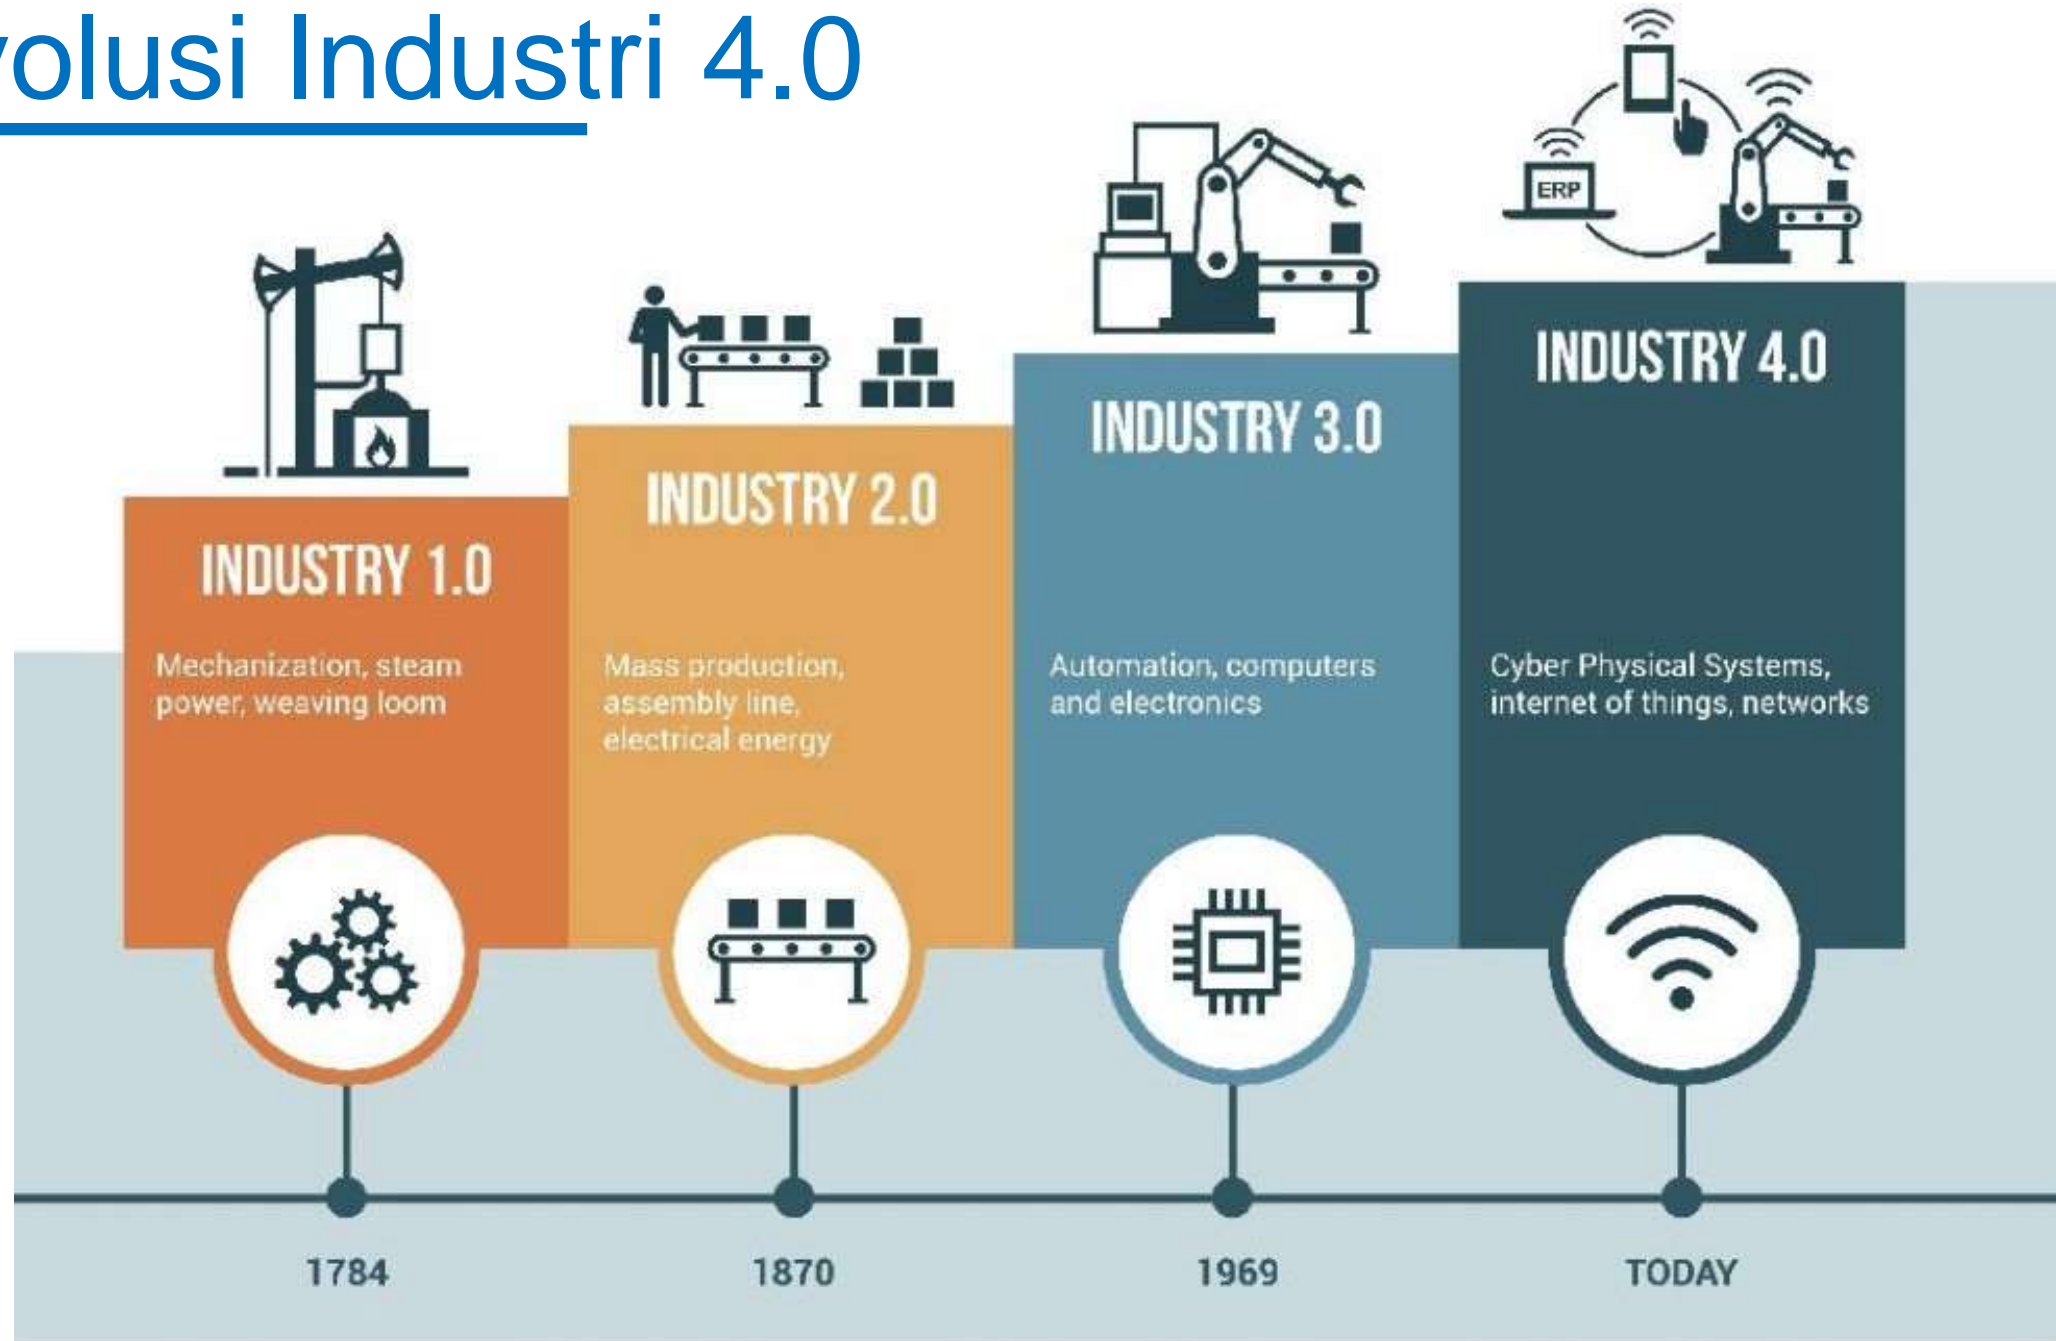 volusi Industri 4.0
ERP
INDUSTRY 1.0
Mechanization, steam
power, weaving loom
INDUSTRY 2.0
Mass production,
assembly line,
electrical energy
INDUSTRY 3.0
Automation, computers
and electronics
INDUSTRY 4.0
Cyber Physical Systems,
internet of things, networks
1784
1870
1969
TODAY